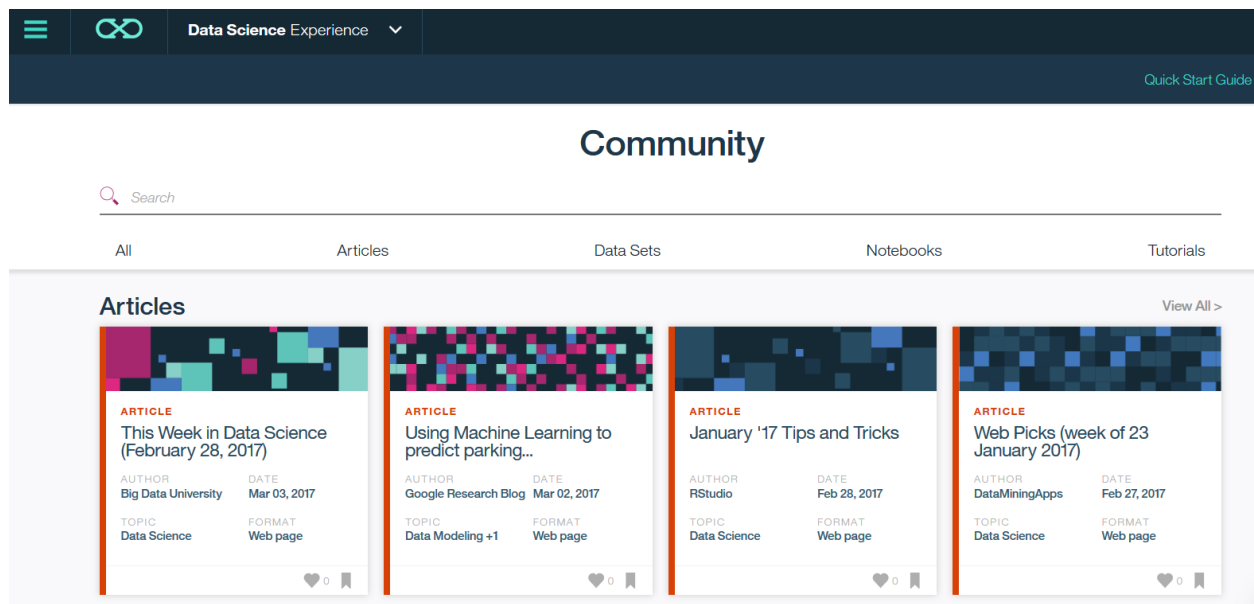 Data Science Experience
Quick Start Guide
Community
Search
All Articles Data Sets Notebooks Tutorials
Articles View All >
ARTICLE
This Week in Data Science
(February 28, 2017)
AUTHOR DATE
Big Data University Mar 03, 2017
TOPIC FORMAT
Data Science Web page
0
ARTICLE
Using Machine Learning to
predict parking...
AUTHOR DATE
Google Research Blog Mar 02, 2017
TOPIC FORMAT
Data Modeling +1 Web page
0
ARTICLE
January '17 Tips and Tricks
AUTHOR DATE
RStudio Feb 28, 2017
TOPIC FORMAT
Data Science Web page
0
ARTICLE
Web Picks (week of 23
January 2017)
AUTHOR DATE
DataMiningApps Feb 27, 2017
TOPIC FORMAT
Data Science Web page
0